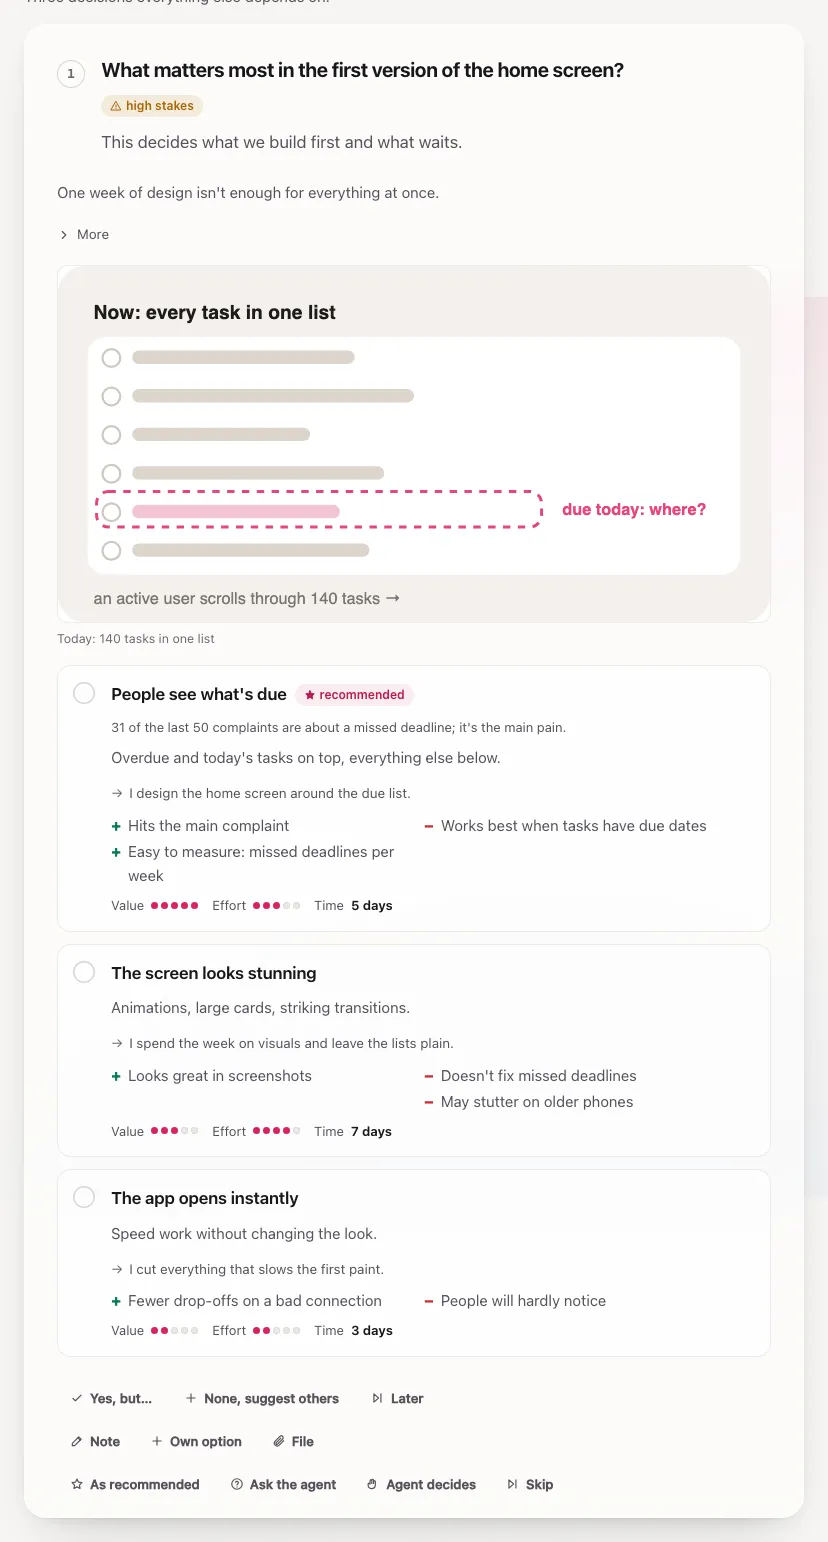 Three decisions everything else depends on.
1
What matters most in the first version of the home screen?
high stakes
This decides what we build first and what waits.
One week of design isn't enough for everything at once.
More
Now: every task in one list
due today: where?
an active user scrolls through 140 tasks →
Today: 140 tasks in one list
People see what's due
recommended
31 of the last 50 complaints are about a missed deadline; it's the main pain.
Overdue and today's tasks on top, everything else below.
→ I design the home screen around the due list.
+ Hits the main complaint
− Works best when tasks have due dates
+ Easy to measure: missed deadlines per
week
Value Effort Time 5 days
The screen looks stunning
Animations, large cards, striking transitions.
→ I spend the week on visuals and leave the lists plain.
+ Looks great in screenshots
− Doesn't fix missed deadlines
− May stutter on older phones
Value Effort Time 7 days
The app opens instantly
Speed work without changing the look.
→ I cut everything that slows the first paint.
+ Fewer drop-offs on a bad connection
− People will hardly notice
Value Effort Time 3 days
Yes, but... + None, suggest others Later
Note + Own option File
As recommended Ask the agent Agent decides Skip